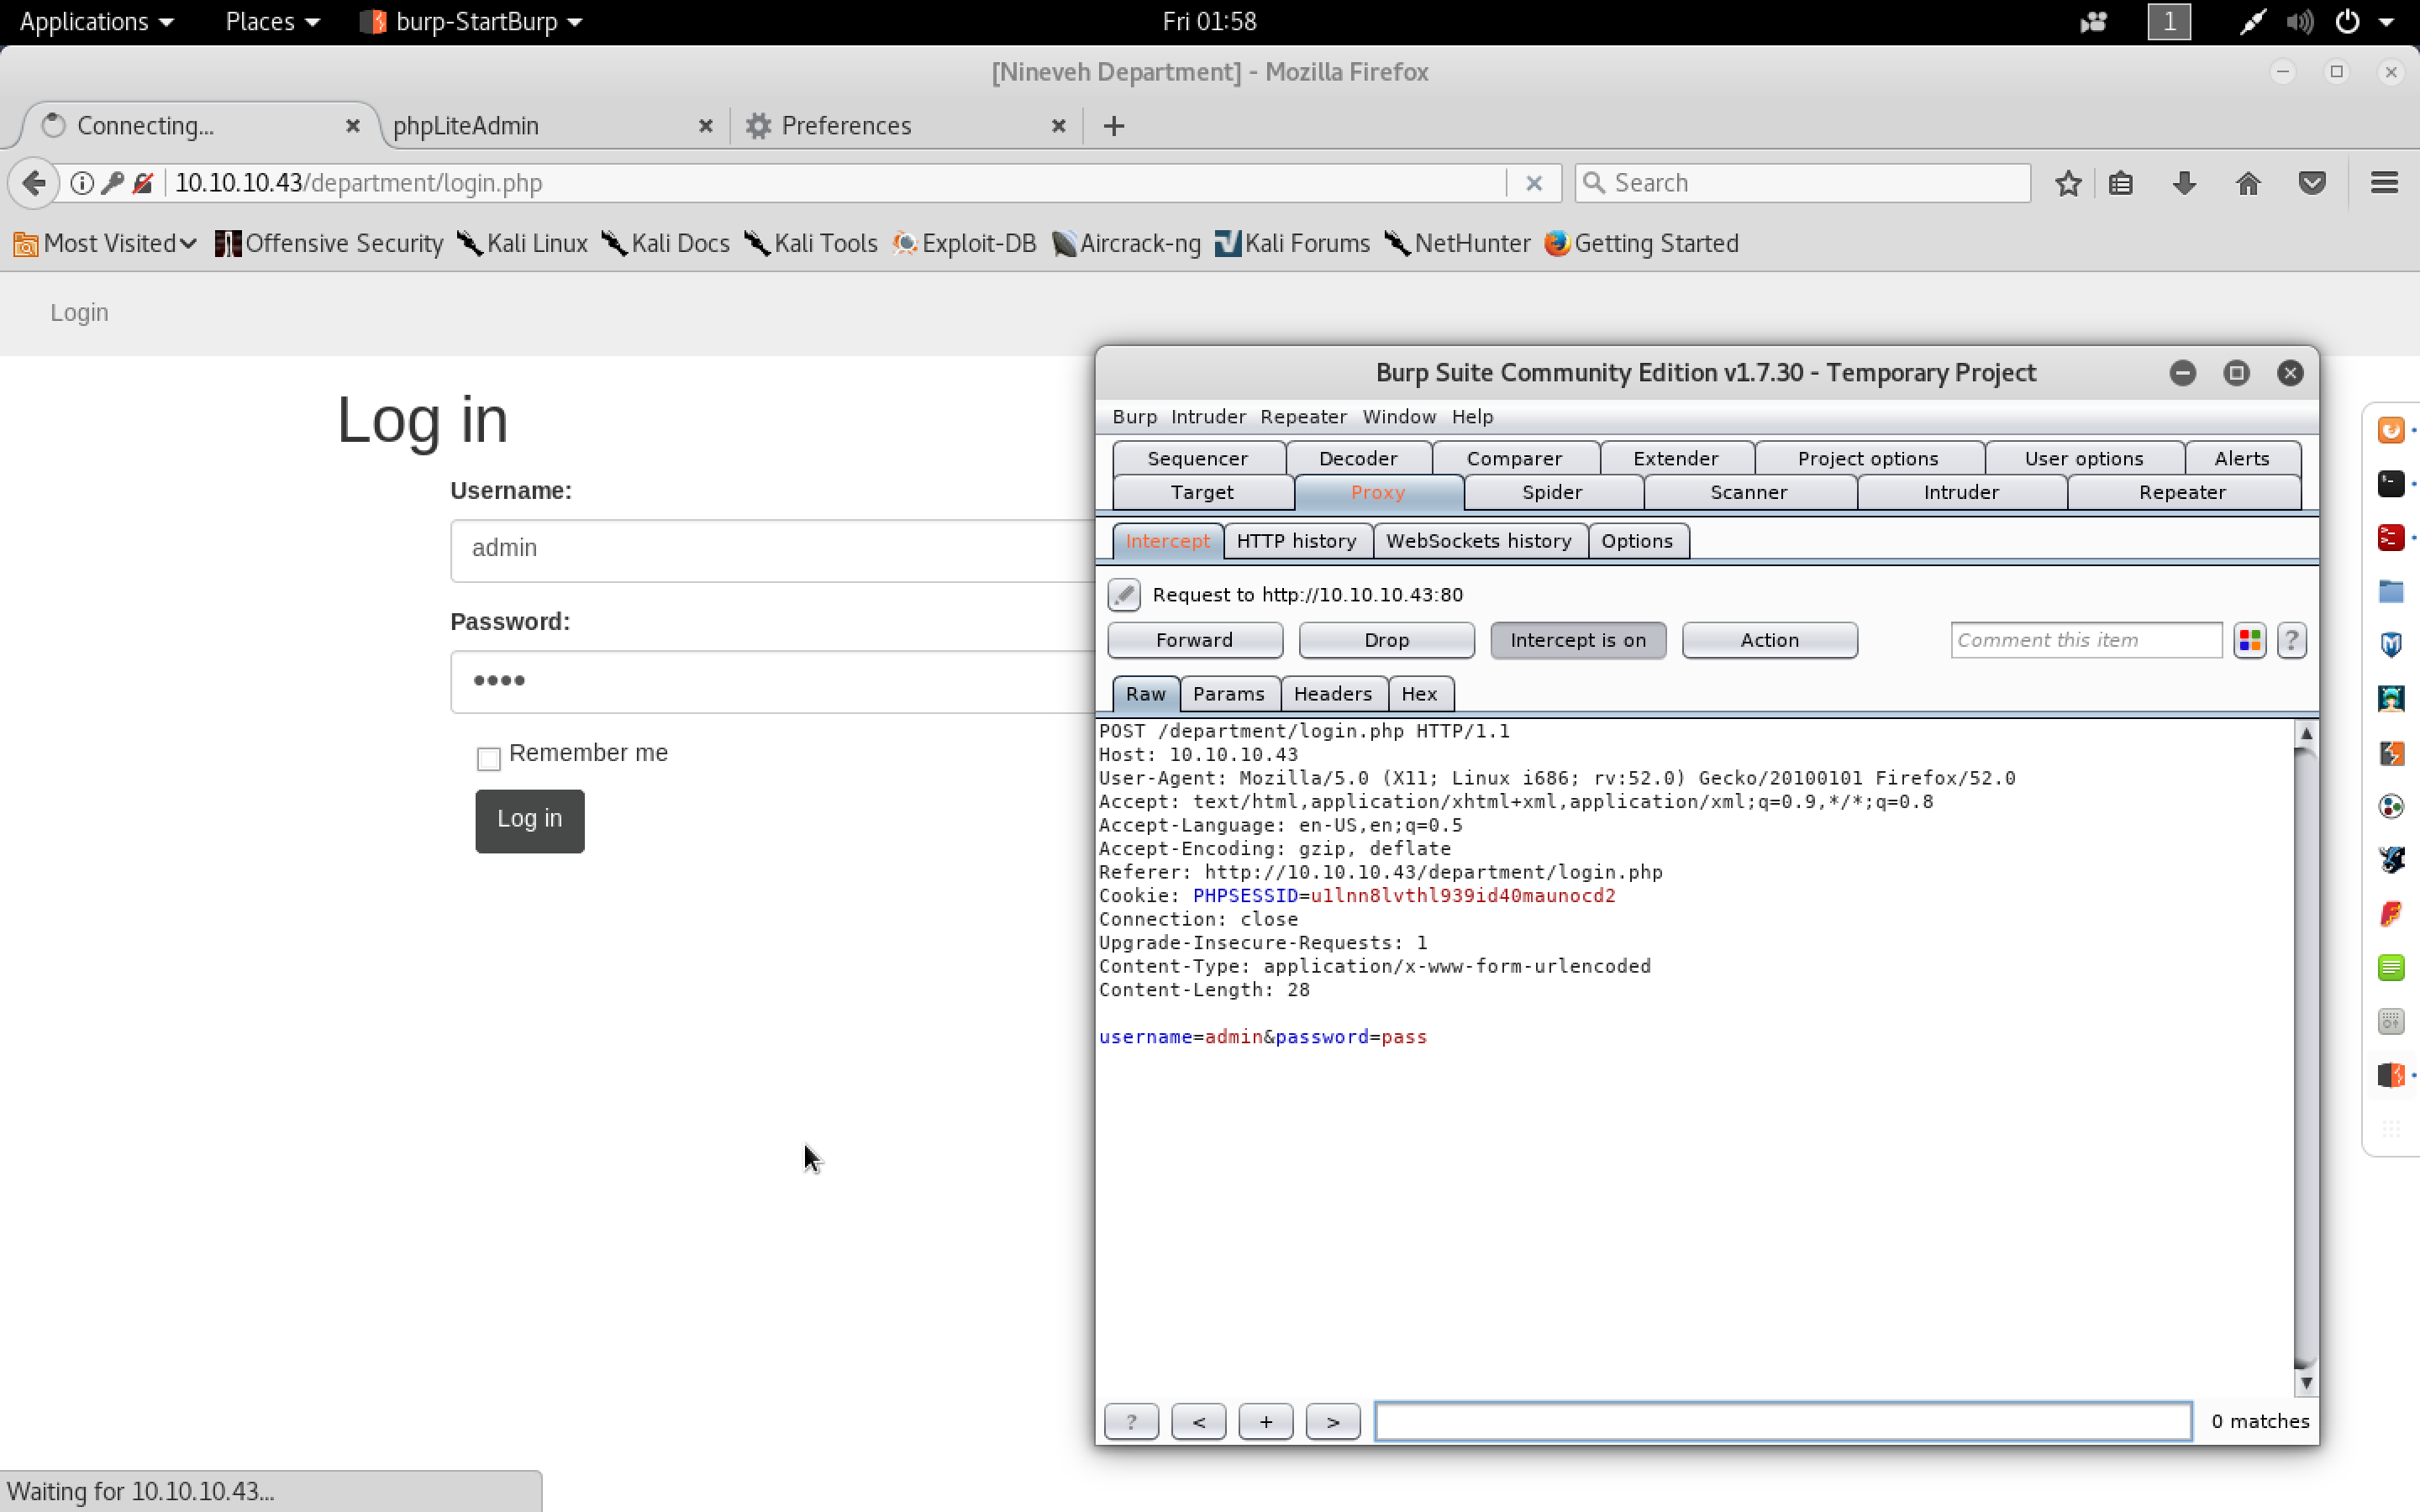 Applications Places burp-StartBurp Fri 01:58 1
[Nineveh Department] - Mozilla Firefox
Connecting... phpLiteAdmin Preferences
10.10.10.43/department/login.php Search
Most Visited Offensive Security Kali Linux Kali Docs Kali Tools Exploit-DB Aircrack-ng Kali Forums NetHunter Getting Started
Login
Log in
Username:
admin
Password:
••••
Remember me
Log in
Waiting for 10.10.10.43...
Burp Suite Community Edition v1.7.30 - Temporary Project
Burp Intruder Repeater Window Help
Sequencer Decoder Comparer Extender Project options User options Alerts
Target Proxy Spider Scanner Intruder Repeater
Intercept HTTP history WebSockets history Options
Request to http://10.10.10.43:80
Forward Drop Intercept is on Action Comment this item ?
Raw Params Headers Hex
POST /department/login.php HTTP/1.1
Host: 10.10.10.43
User-Agent: Mozilla/5.0 (X11; Linux i686; rv:52.0) Gecko/20100101 Firefox/52.0
Accept: text/html,application/xhtml+xml,application/xml;q=0.9,*/*;q=0.8
Accept-Language: en-US,en;q=0.5
Accept-Encoding: gzip, deflate
Referer: http://10.10.10.43/department/login.php
Cookie: PHPSESSID=u1lnn8lvthl939id40maunocd2
Connection: close
Upgrade-Insecure-Requests: 1
Content-Type: application/x-www-form-urlencoded
Content-Length: 28
username=admin&password=pass
? < + > 0 matches